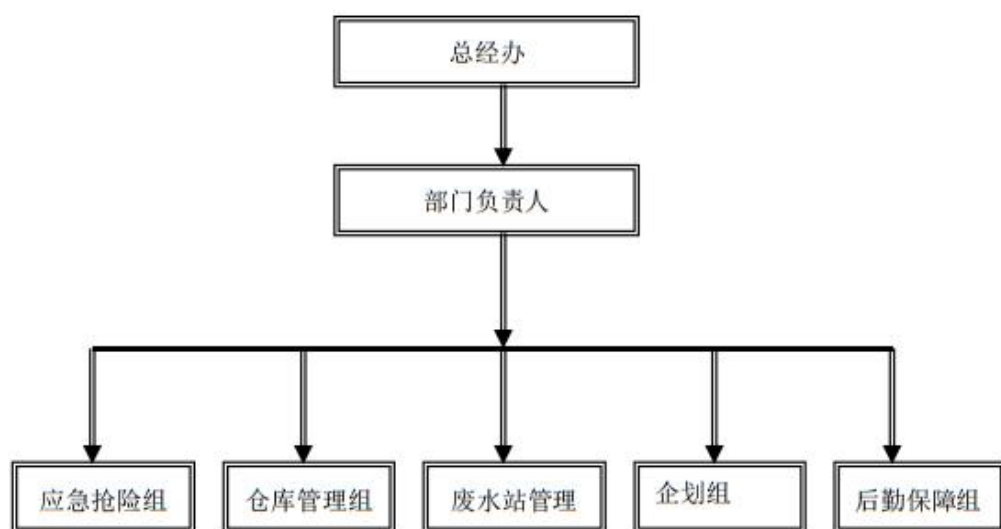 总经办
部门负责人
应急抢险组
仓库管理组
废水站管理
企划组
后勤保障组